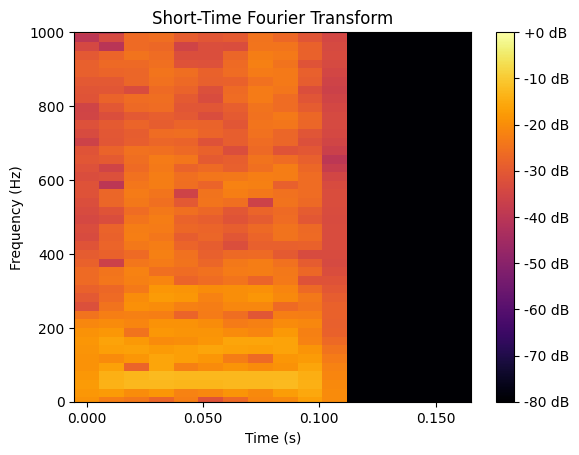 Short-Time Fourier Transform
1000
800
600
400
200
0
Frequency (Hz)
0.000
0.050
0.100
0.150
Time (s)
+0 dB
-10 dB
-20 dB
-30 dB
-40 dB
-50 dB
-60 dB
-70 dB
-80 dB